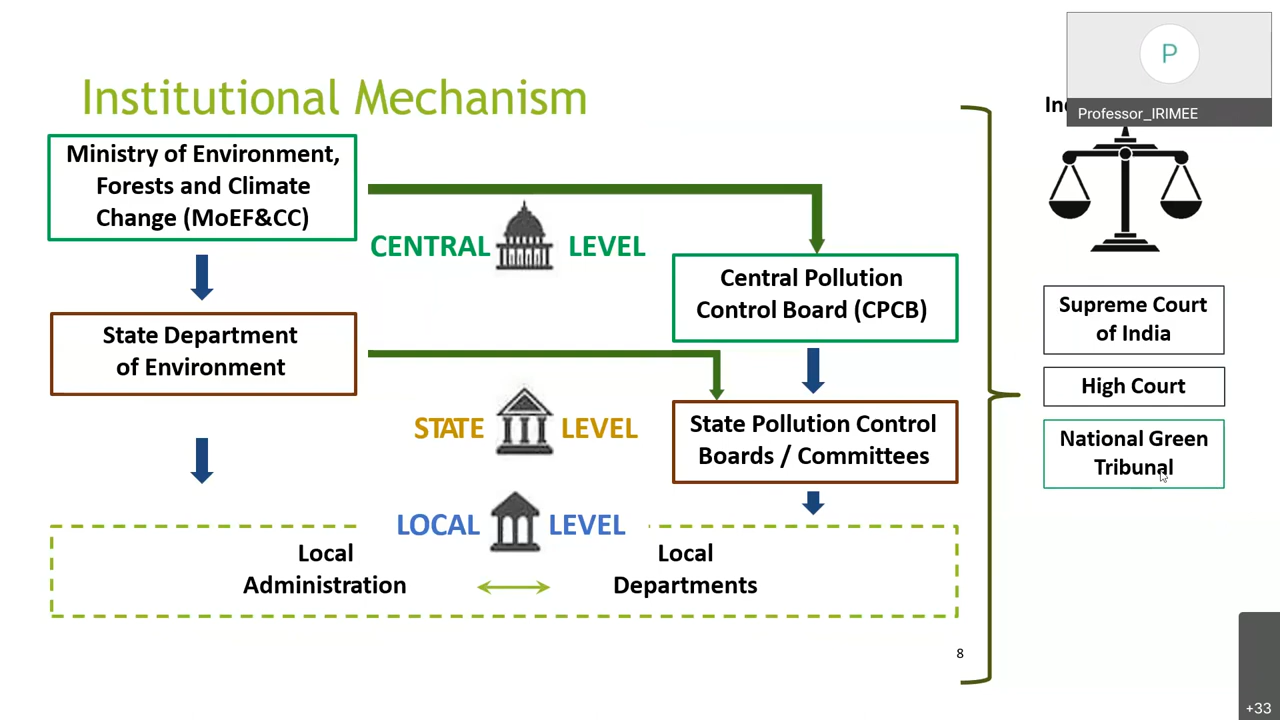 Institutional Mechanism
Ministry of Environment,
Forests and Climate
Change (MoEF&CC)
CENTRAL LEVEL
Central Pollution
Control Board (CPCB)
State Department
of Environment
STATE LEVEL
State Pollution Control
Boards / Committees
LOCAL LEVEL
Local
Administration
Local
Departments
8
P
Professor_IRIMEE
Supreme Court
of India
High Court
National Green
Tribunal
+33